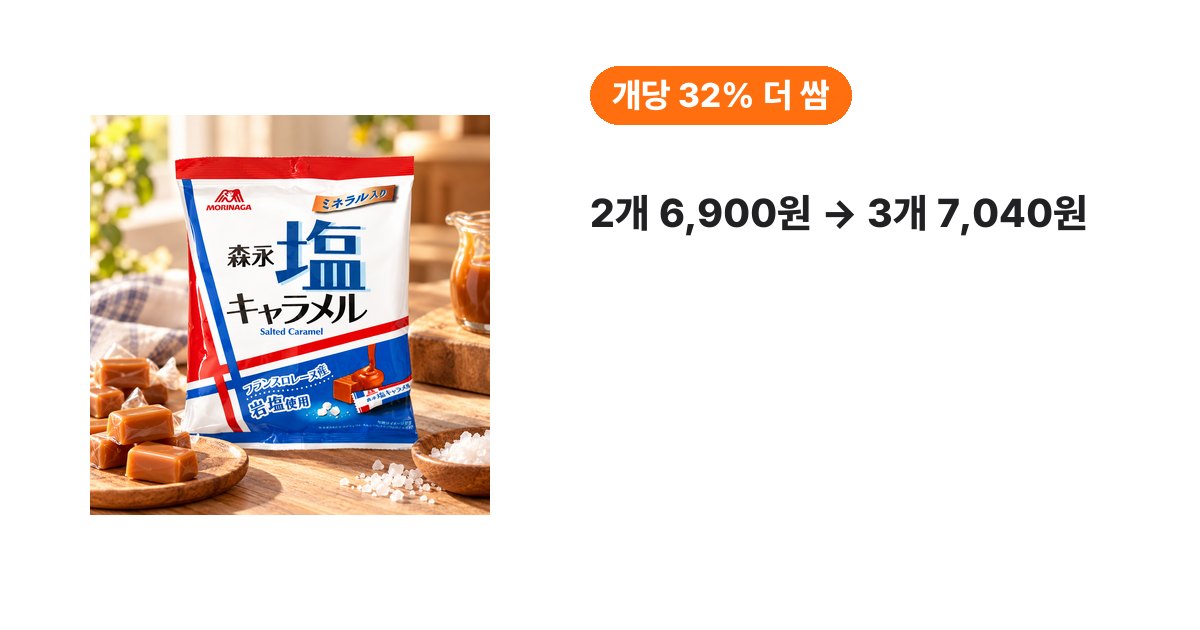 개당 32% 더 쌈
2개 6,900원 → 3개 7,040원
MORINAGA
ミネラル入り
森永 塩
キャラメル
Salted Caramel
フランスロレーヌ産
岩塩使用
森永 塩キャラメル